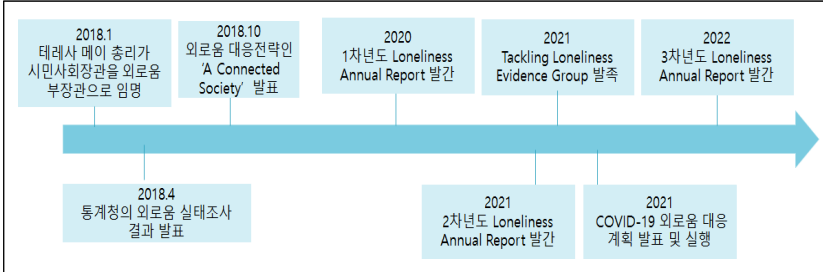 2018.1
테레사 메이 총리가
시민사회장관을 외로움
부장관으로 임명
2018.10
외로움 대응전략인
‘A Connected
Society’ 발표
2020
1차년도 Loneliness
Annual Report 발간
2021
Tackling Loneliness
Evidence Group 발족
2022
3차년도 Loneliness
Annual Report 발간
2018.4
통계청의 외로움 실태조사
결과 발표
2021
2차년도 Loneliness
Annual Report 발간
2021
COVID-19 외로움 대응
계획 발표 및 실행